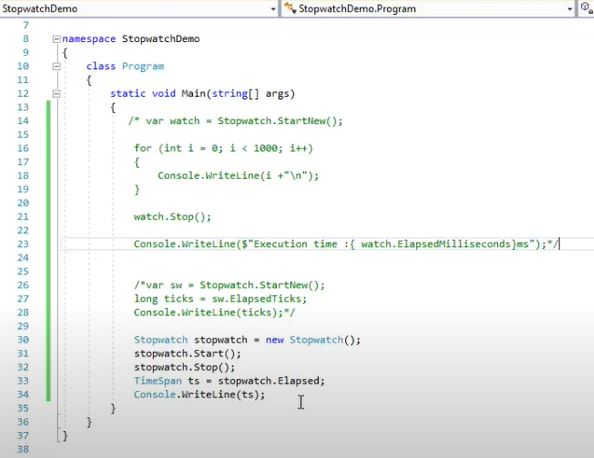 StopwatchDemo StopwatchDemo.Program
7
8 namespace StopwatchDemo
9 {
10 class Program
11 {
12 static void Main(string[] args)
13 {
14 /* var watch = Stopwatch.StartNew();
15
16 for (int i = 0; i < 1000; i++)
17 {
18 Console.WriteLine(i +"\n");
19 }
20
21 watch.Stop();
22
23 Console.WriteLine($"Execution time :{ watch.ElapsedMilliseconds}ms");*/
24
25
26 /*var sw = Stopwatch.StartNew();
27 long ticks = sw.ElapsedTicks;
28 Console.WriteLine(ticks);*/
29
30 Stopwatch stopwatch = new Stopwatch();
31 stopwatch.Start();
32 stopwatch.Stop();
33 TimeSpan ts = stopwatch.Elapsed;
34 Console.WriteLine(ts);
35 }
36 }
37 }
38